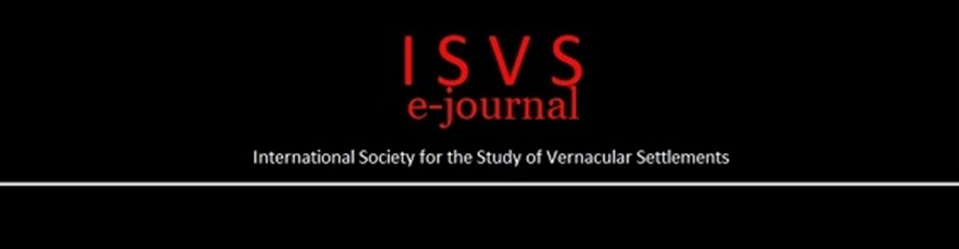 ISVS
e-journal
International Society for the Study of Vernacular Settlements